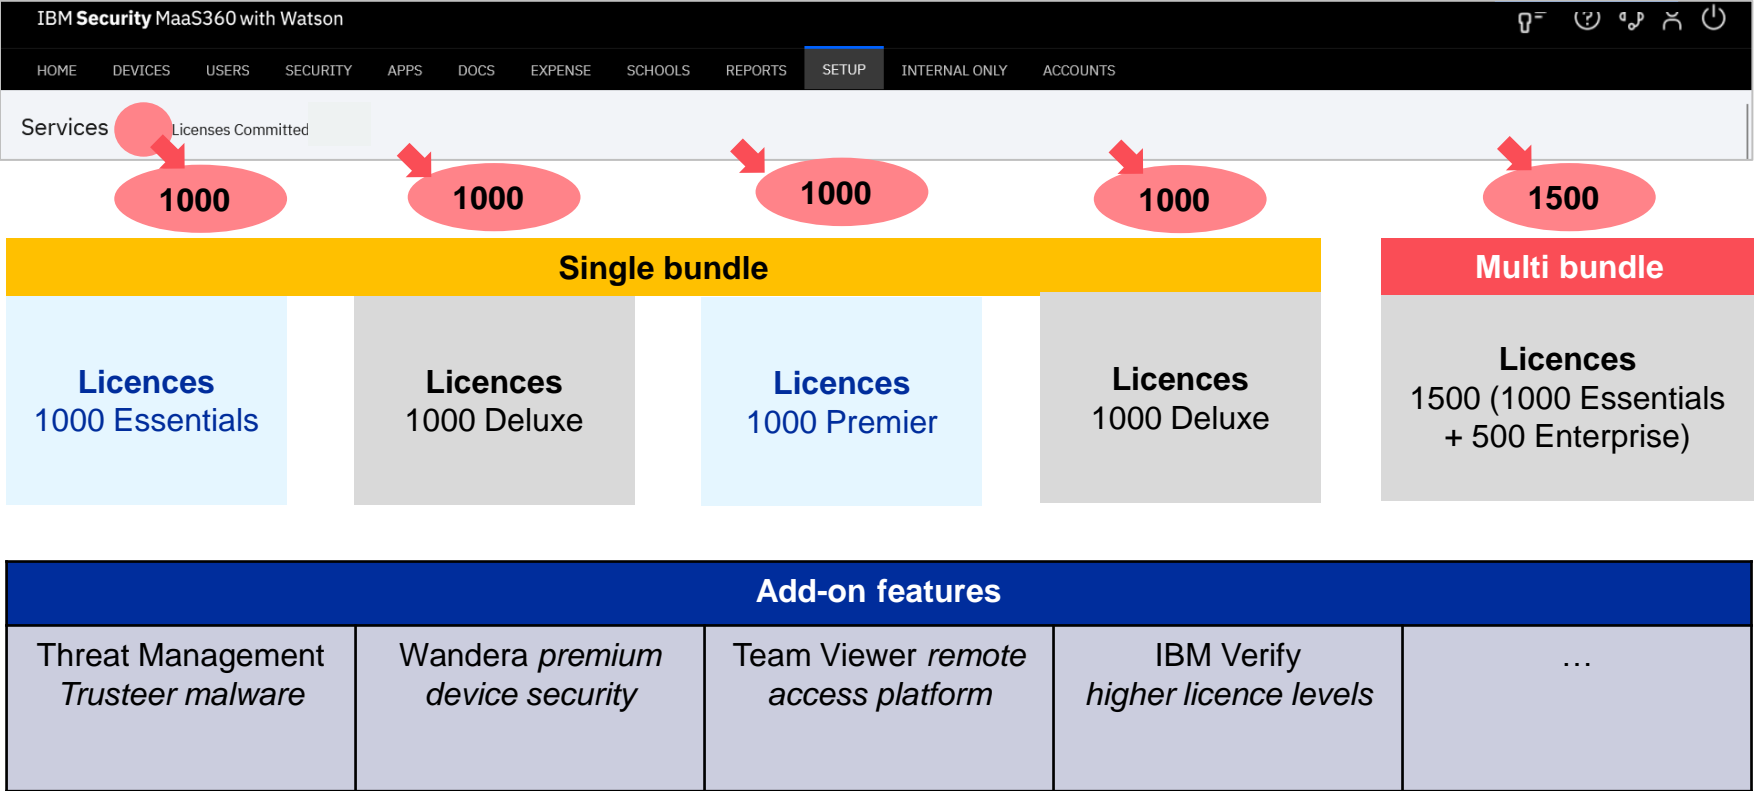 IBM Security MaaS360 with Watson
HOME DEVICES USERS SECURITY APPS DOCS EXPENSE SCHOOLS REPORTS SETUP INTERNAL ONLY ACCOUNTS
Services Licenses Committed
1000 1000 1000 1000 1500
Single bundle
Multi bundle
Licences
1000 Essentials
Licences
1000 Deluxe
Licences
1000 Premier
Licences
1000 Deluxe
Licences
1500 (1000 Essentials
+ 500 Enterprise)
Add-on features
Threat Management
Trusteer malware
Wandera premium
device security
Team Viewer remote
access platform
IBM Verify
higher licence levels
…